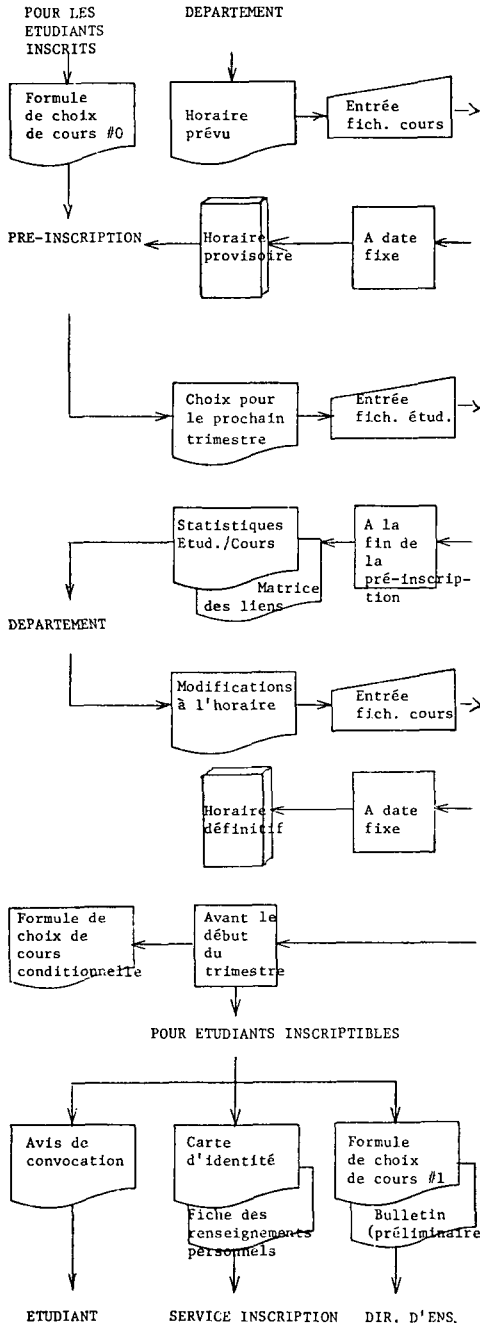 POUR LES
ETUDIANTS
INSCRITS
DEPARTEMENT
Formule
de choix
de cours #0
Horaire
prévu
Entrée
fich. cours
PRE-INSCRIPTION
Horaire
provisoire
A date
fixe
Choix pour
le prochain
trimestre
Entrée
fich. étud.
Statistiques
Etud./Cours
Matrice
des liens
A la
fin de
la
pré-inscrip-
tion
DEPARTEMENT
Modifications
à l'horaire
Entrée
fich. cours
Horaire
définitif
A date
fixe
Formule de
choix de
cours
conditionnelle
Avant le
début
du
trimestre
POUR ETUDIANTS INSCRIPTIBLES
Avis de
convocation
Carte
d'identité
Fiche des
renseignements
personnels
Formule
de choix
de cours #1
Bulletin
(préliminaire
ETUDIANT
SERVICE INSCRIPTION
DIR. D'ENS.